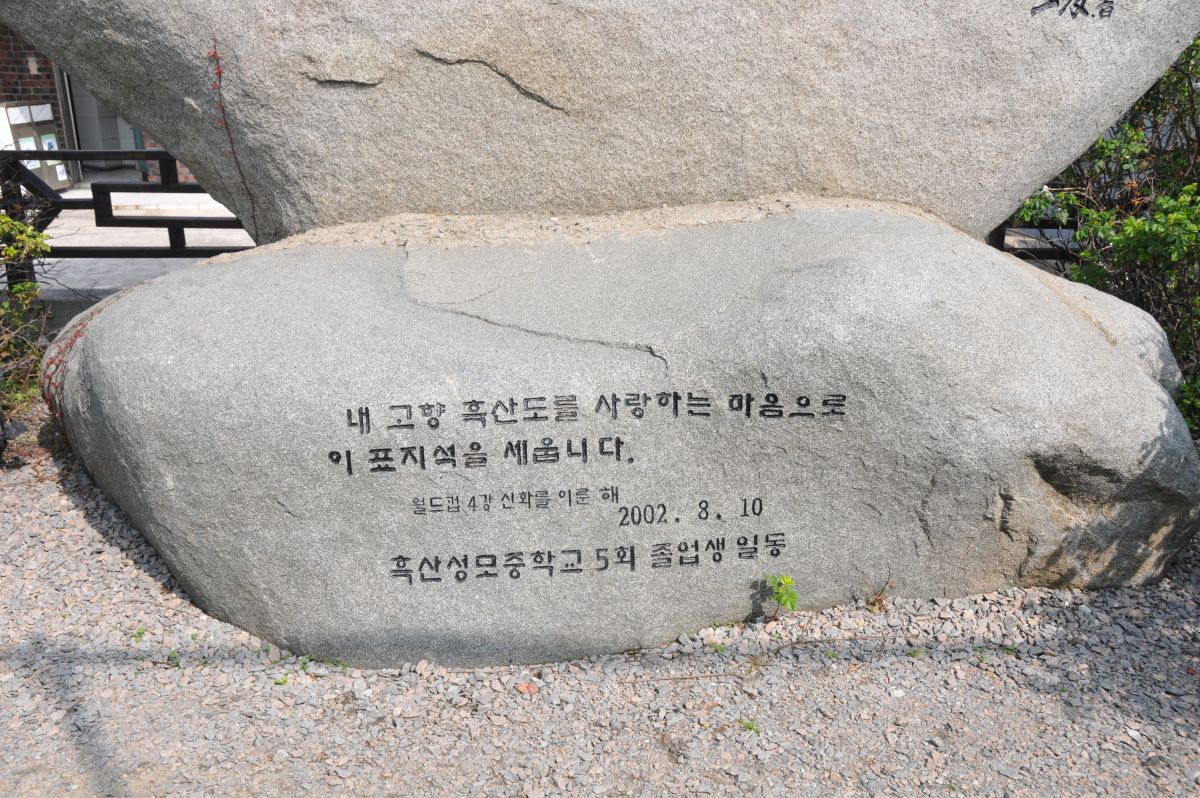 내 고향 흑산도를 사랑하는 마음으로
이 표지석을 세웁니다.
월드컵 4강 신화를 이룬 해
2002. 8. 10
흑산성모중학교 5회 졸업생 일동